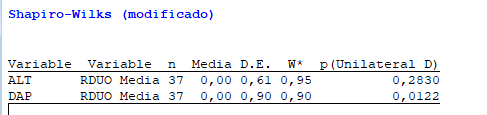 Shapiro-Wilks (modificado)
Variable Variable n Media D.E. W* p(Unilateral D)
ALT RDUO Media 37 0,00 0,61 0,95 0,2830
DAP RDUO Media 37 0,00 0,90 0,90 0,0122